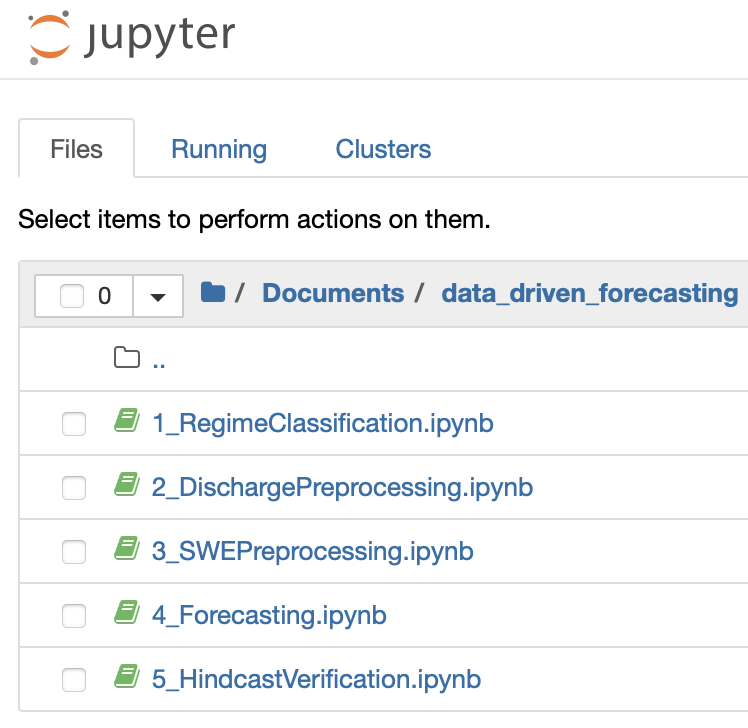 jupyter
Files Running Clusters
Select items to perform actions on them.
0 / Documents / data_driven_forecasting
..
1_RegimeClassification.ipynb
2_DischargePreprocessing.ipynb
3_SWEPreprocessing.ipynb
4_Forecasting.ipynb
5_HindcastVerification.ipynb